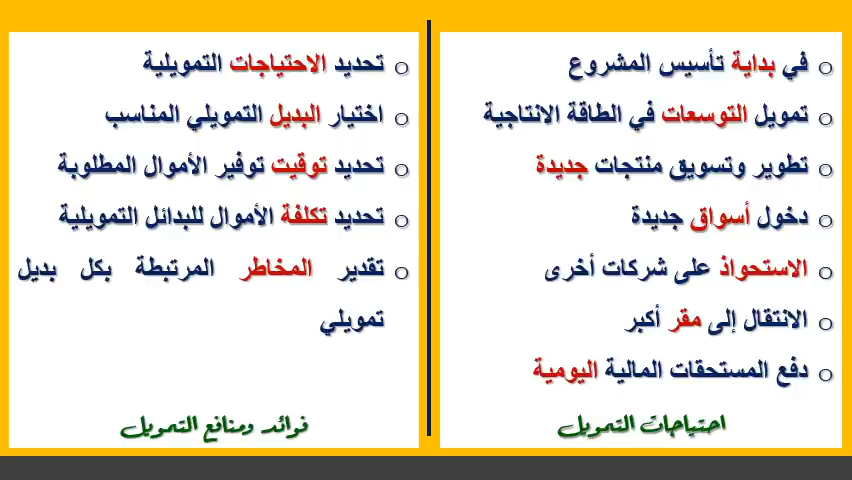 في بداية تأسيس المشروع
تمويل التوسعات في الطاقة الانتاجية
تطوير وتسويق منتجات جديدة
دخول أسواق جديدة
الاستحواذ على شركات أخرى
الانتقال إلى مقر أكبر
دفع المستحقات المالية اليومية
احتياجات التمويل
تحديد الاحتياجات التمويلية
اختيار البديل التمويلي المناسب
تحديد توقيت توفير الأموال المطلوبة
تحديد تكلفة الأموال للبدائل التمويلية
تقدير المخاطر المرتبطة بكل بديل
تمويلي
فوائد ومنافع التمويل